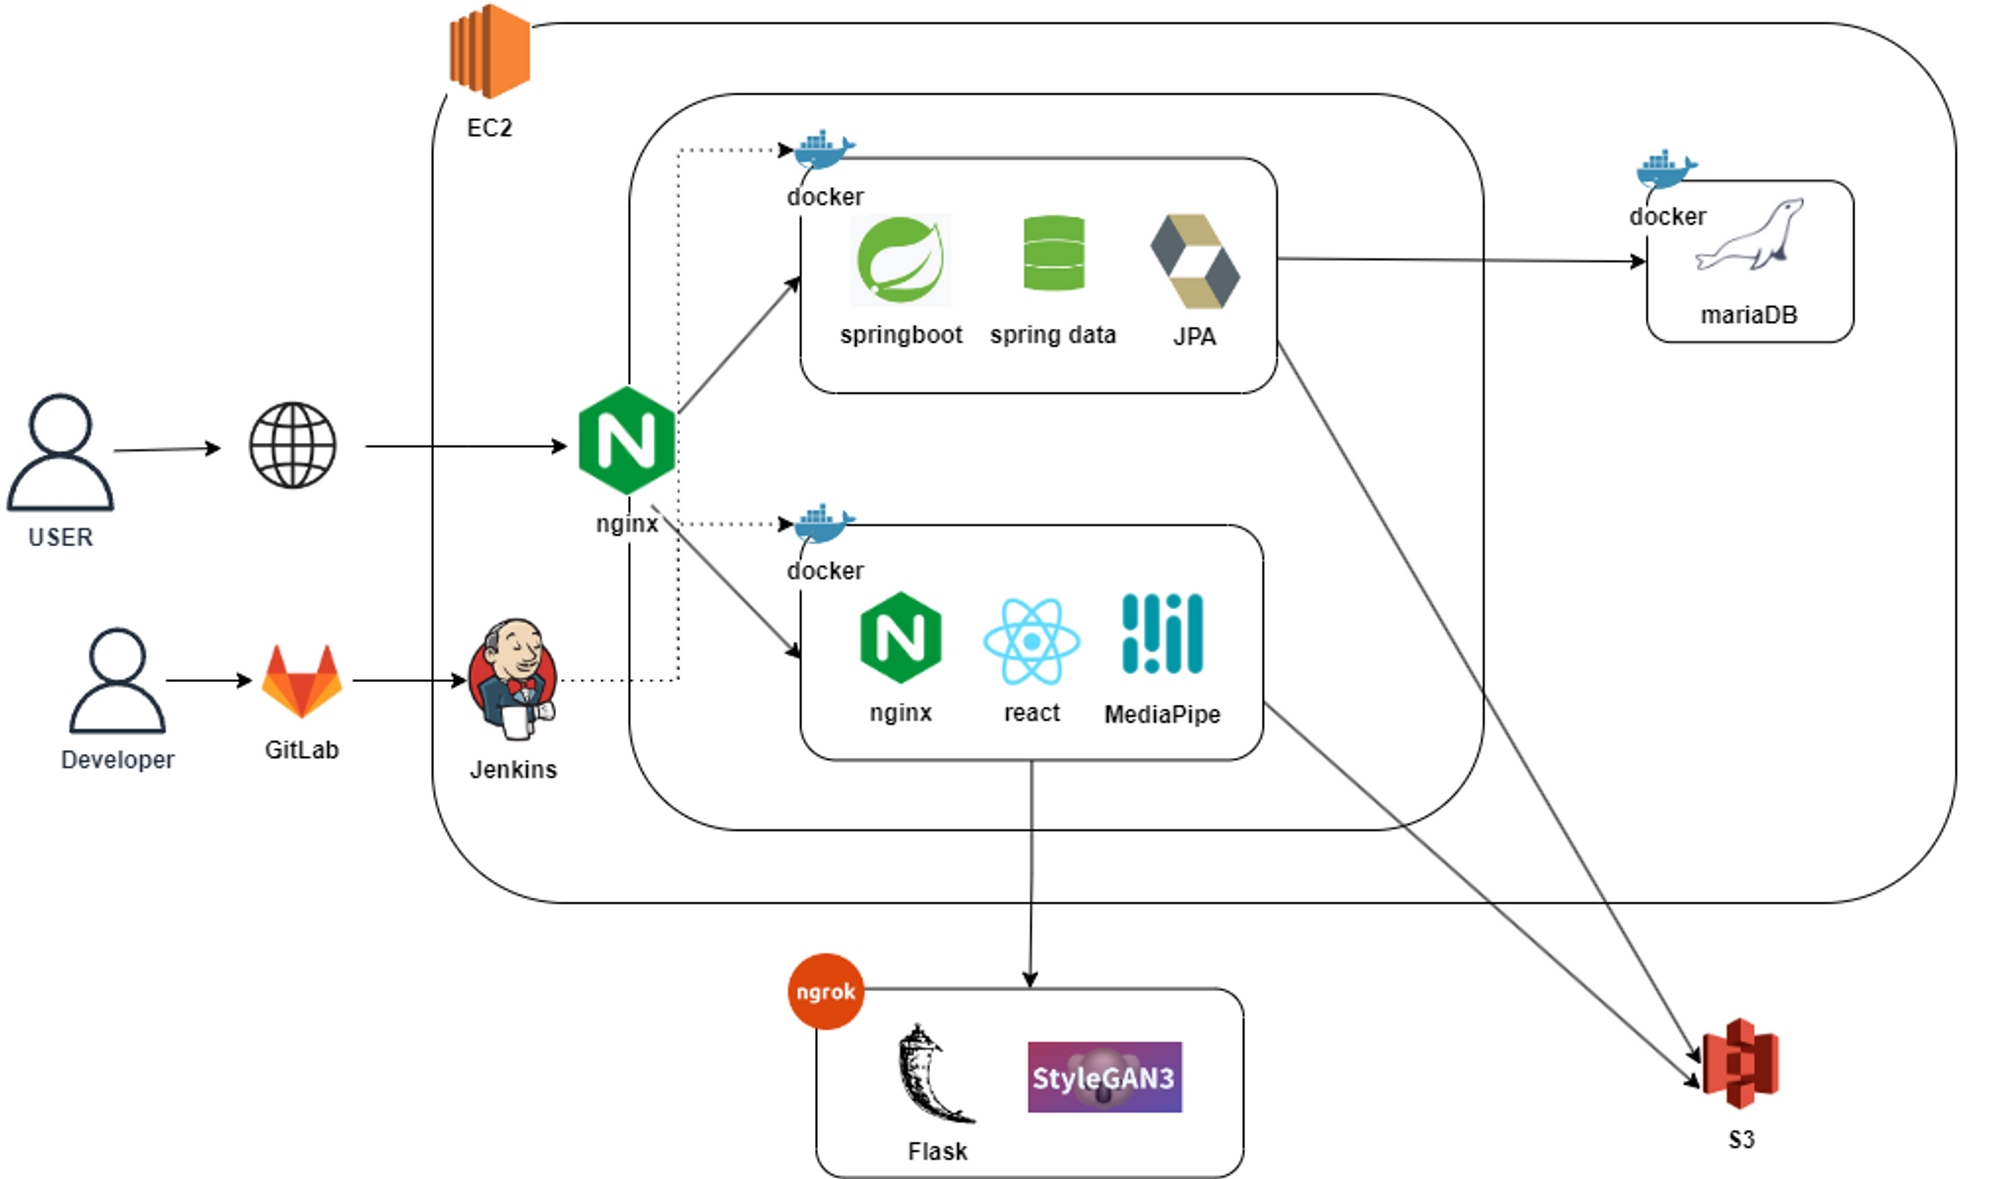 EC2
docker
springboot
spring data
JPA
docker
mariaDB
USER
nginx
docker
nginx
react
MediaPipe
Developer
GitLab
Jenkins
ngrok
Flask
StyleGAN3
S3